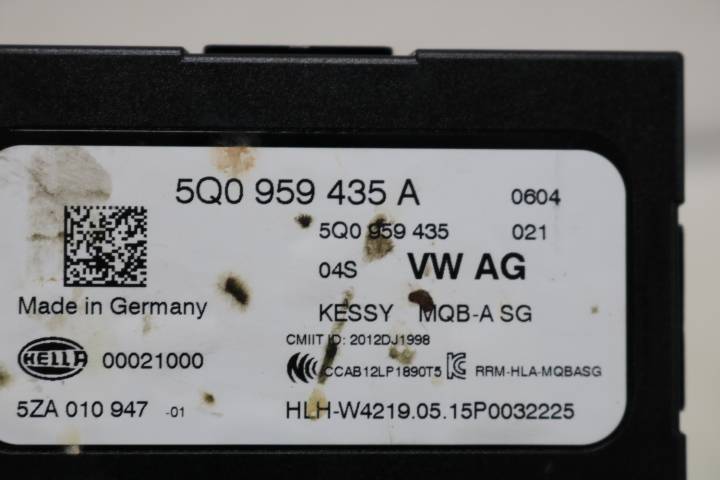 5Q0 959 435 A 0604
5Q0 959 435 021
04S VW AG
Made in Germany KESSY MQB-A SG
CMIIT ID: 2012DJ1998
HELLA 00021000 CCAB12LP1890T5 RRM-HLA-MQBASG
5ZA 010 947 -01 HLH-W4219.05.15P0032225